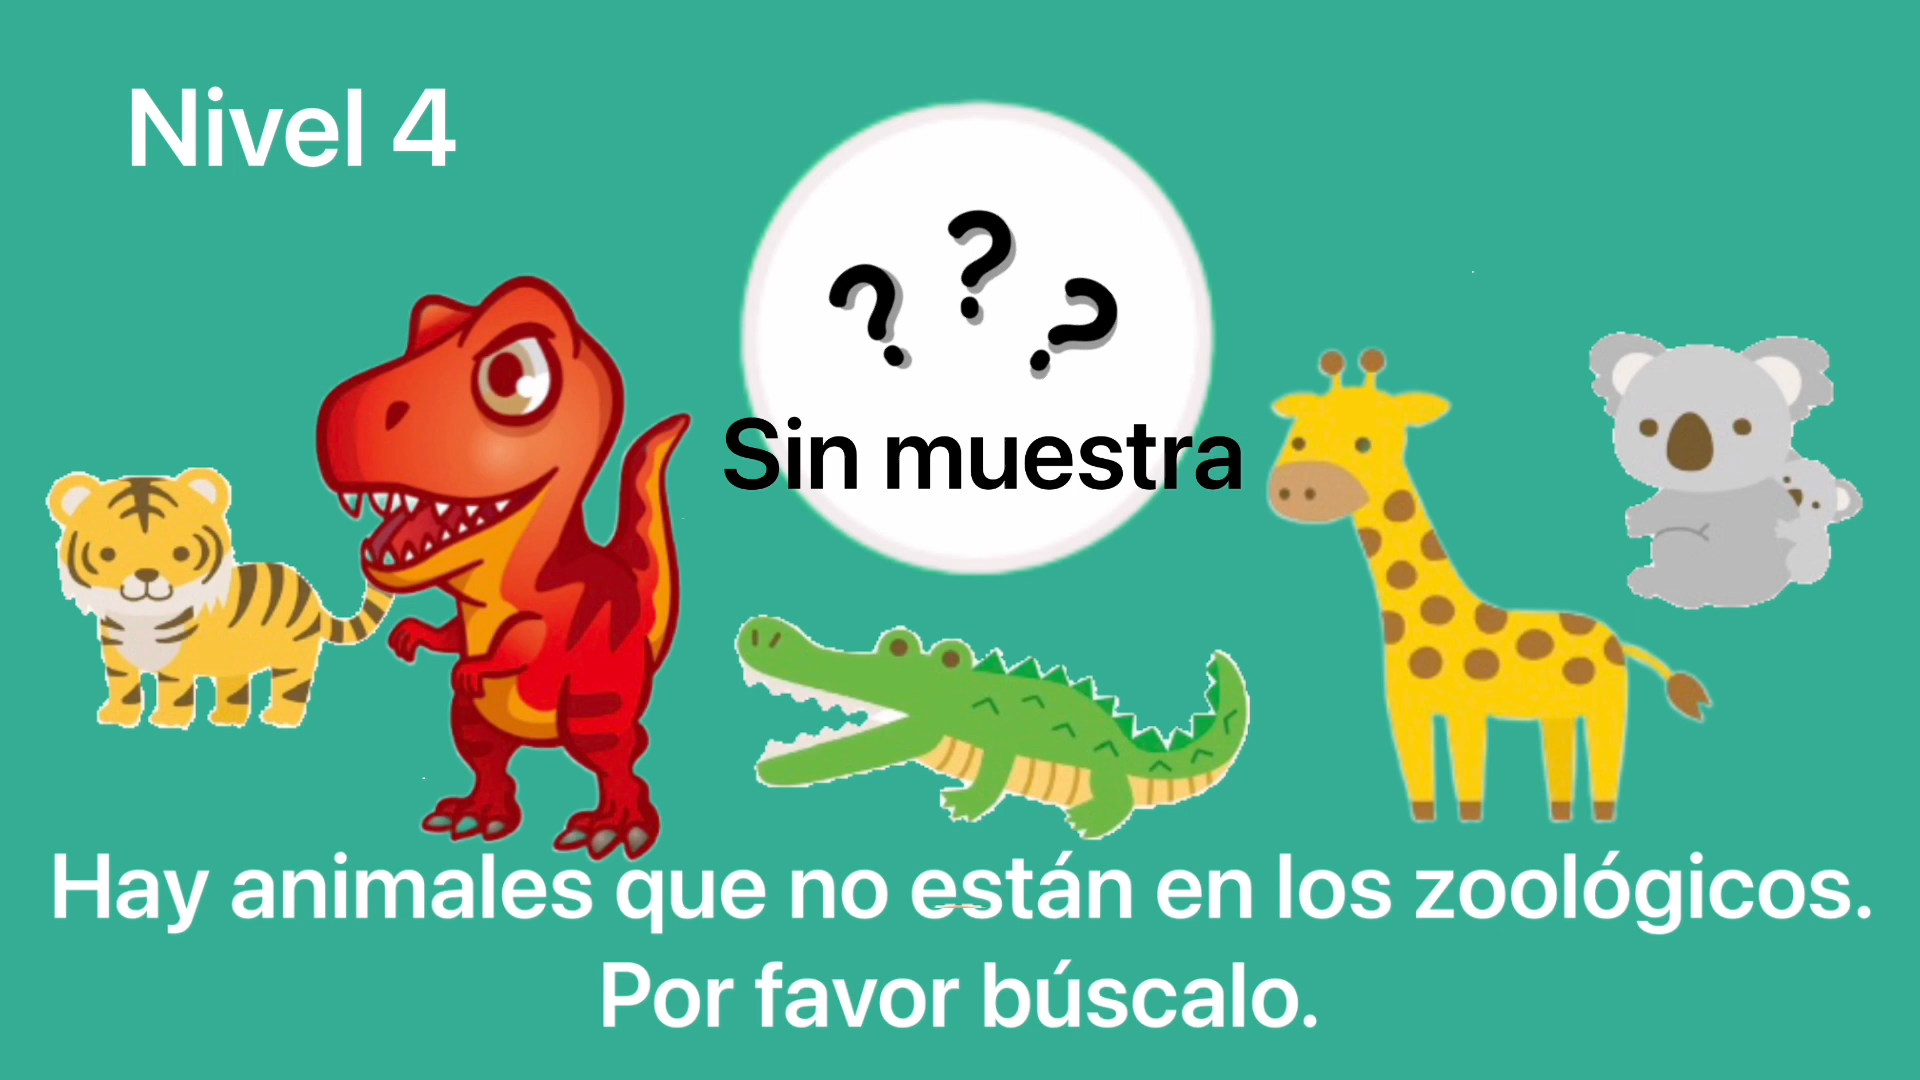 Nivel 4
? ? ?
Sin muestra
Hay animales que no están en los zoológicos.
Por favor búscalo.